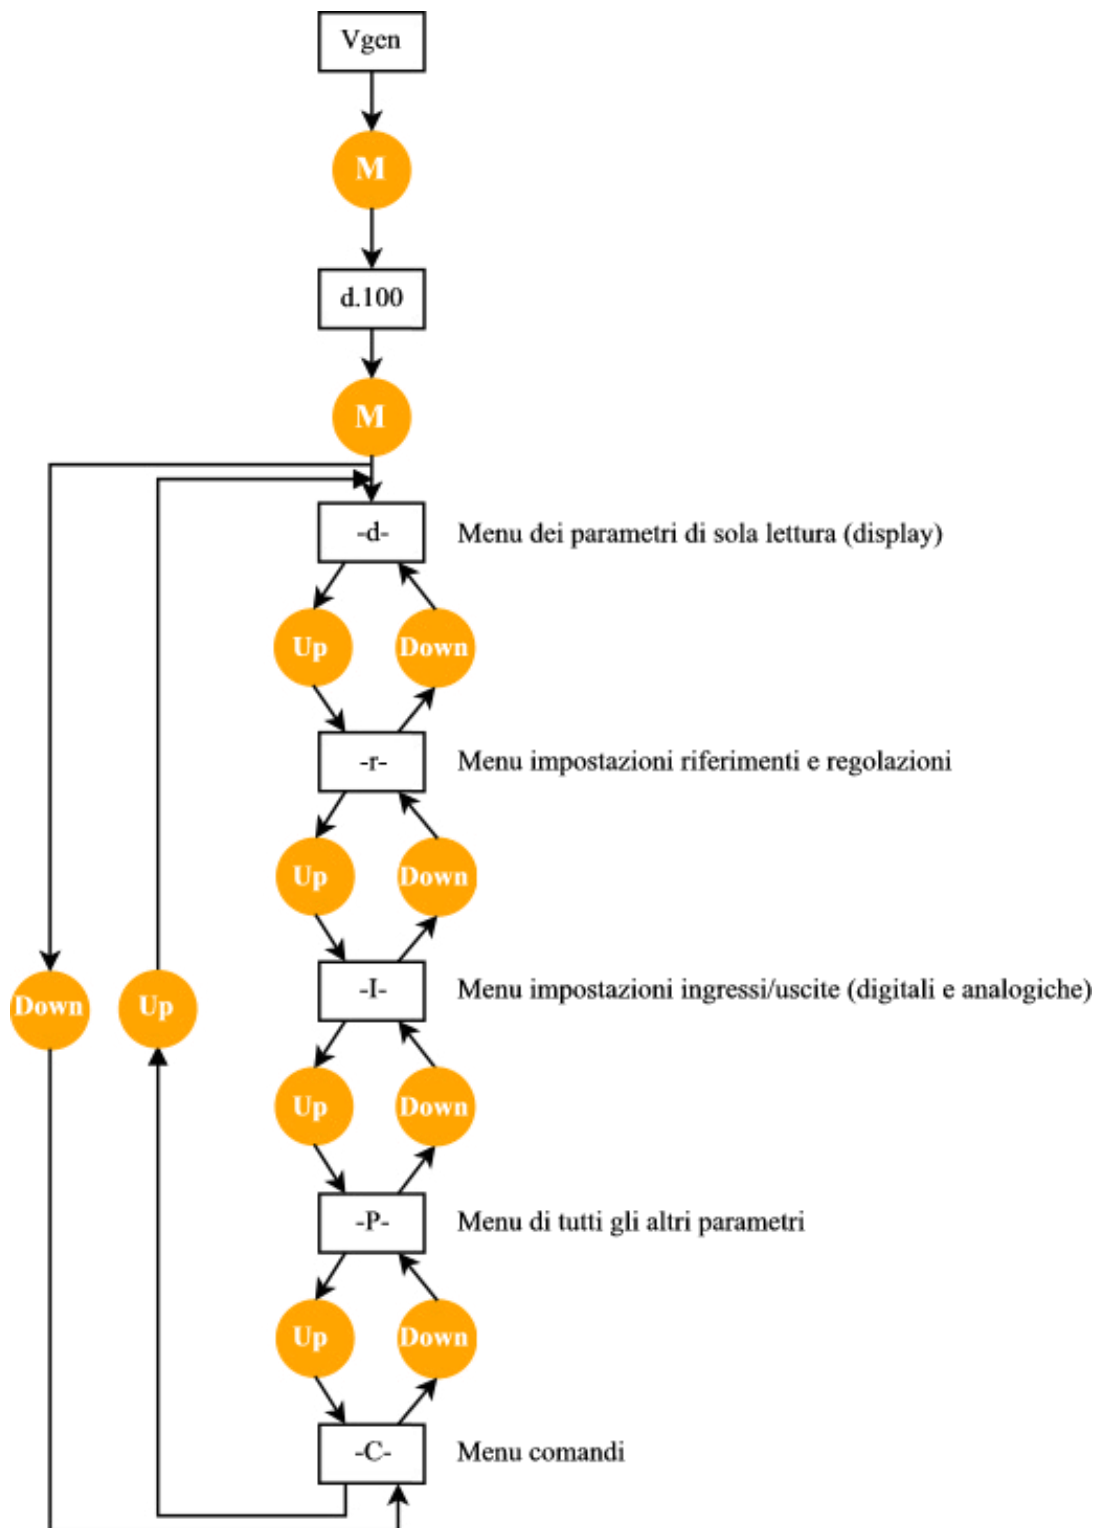 Vgen
M
d.100
M
-d- Menu dei parametri di sola lettura (display)
Up Down
-r- Menu impostazioni riferimenti e regolazioni
Up Down
-I- Menu impostazioni ingressi/uscite (digitali e analogiche)
Down Up
Up Down
-P- Menu di tutti gli altri parametri
Up Down
-C- Menu comandi